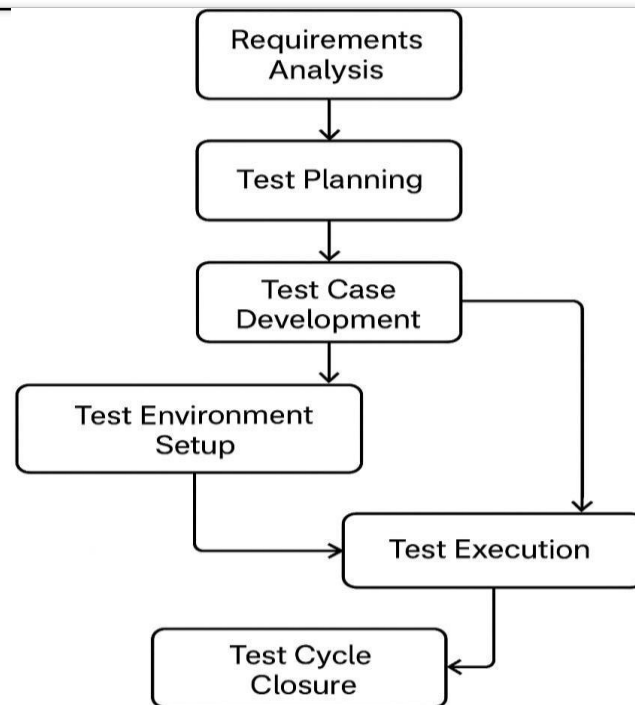 Requirements
Analysis
Test Planning
Test Case
Development
Test Environment
Setup
Test Execution
Test Cycle
Closure